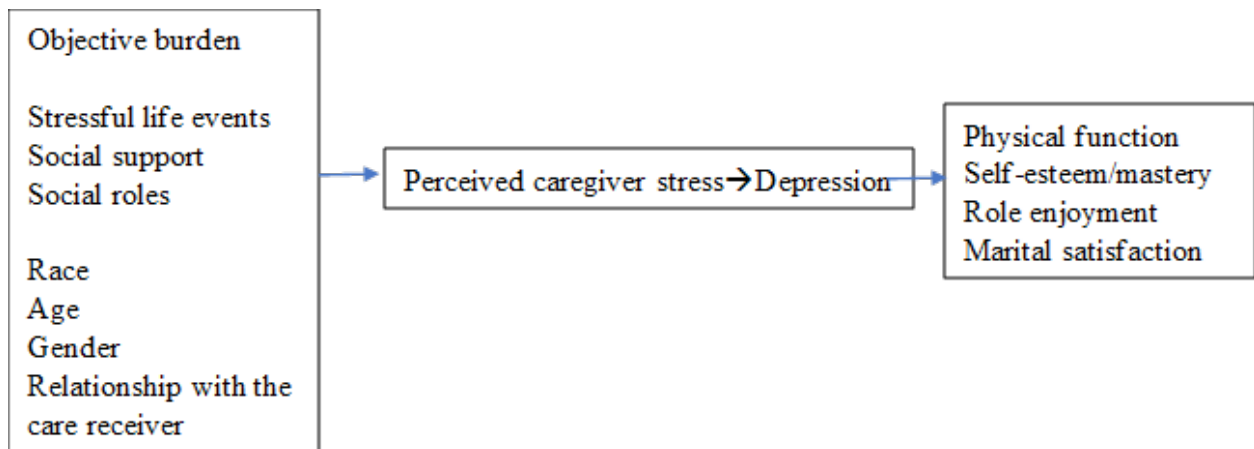 Objective burden
Stressful life events
Social support
Social roles
Race
Age
Gender
Relationship with the
care receiver
Perceived caregiver stress→Depression
Physical function
Self-esteem/mastery
Role enjoyment
Marital satisfaction